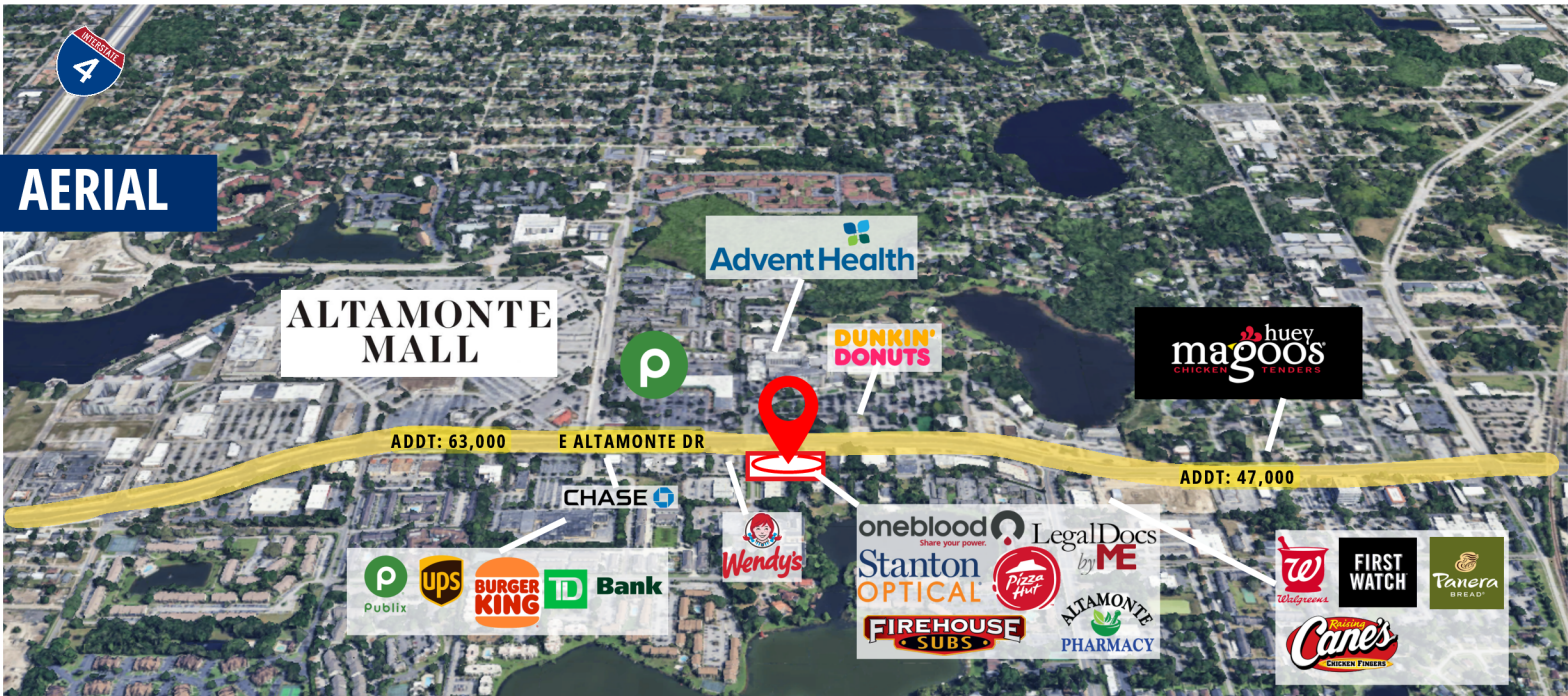 INTERSTATE
4
AERIAL
AdventHealth
ALTAMONTE
MALL
p
DUNKIN'
DONUTS
huey
magoos
CHICKEN TENDERS
ADDT: 63,000
E ALTAMONTE DR
ADDT: 47,000
CHASE
Publix
ups
BURGER
KING
TD
Bank
Wendy's
oneblood
Share your power.
LegalDocs
by ME
Stanton
OPTICAL
Pizza
Hut
FIREHOUSE
SUBS
ALTAMONTE
PHARMACY
W
Walgreens
FIRST
WATCH
Panera
BREAD®
Raising
Cane's
CHICKEN FINGERS